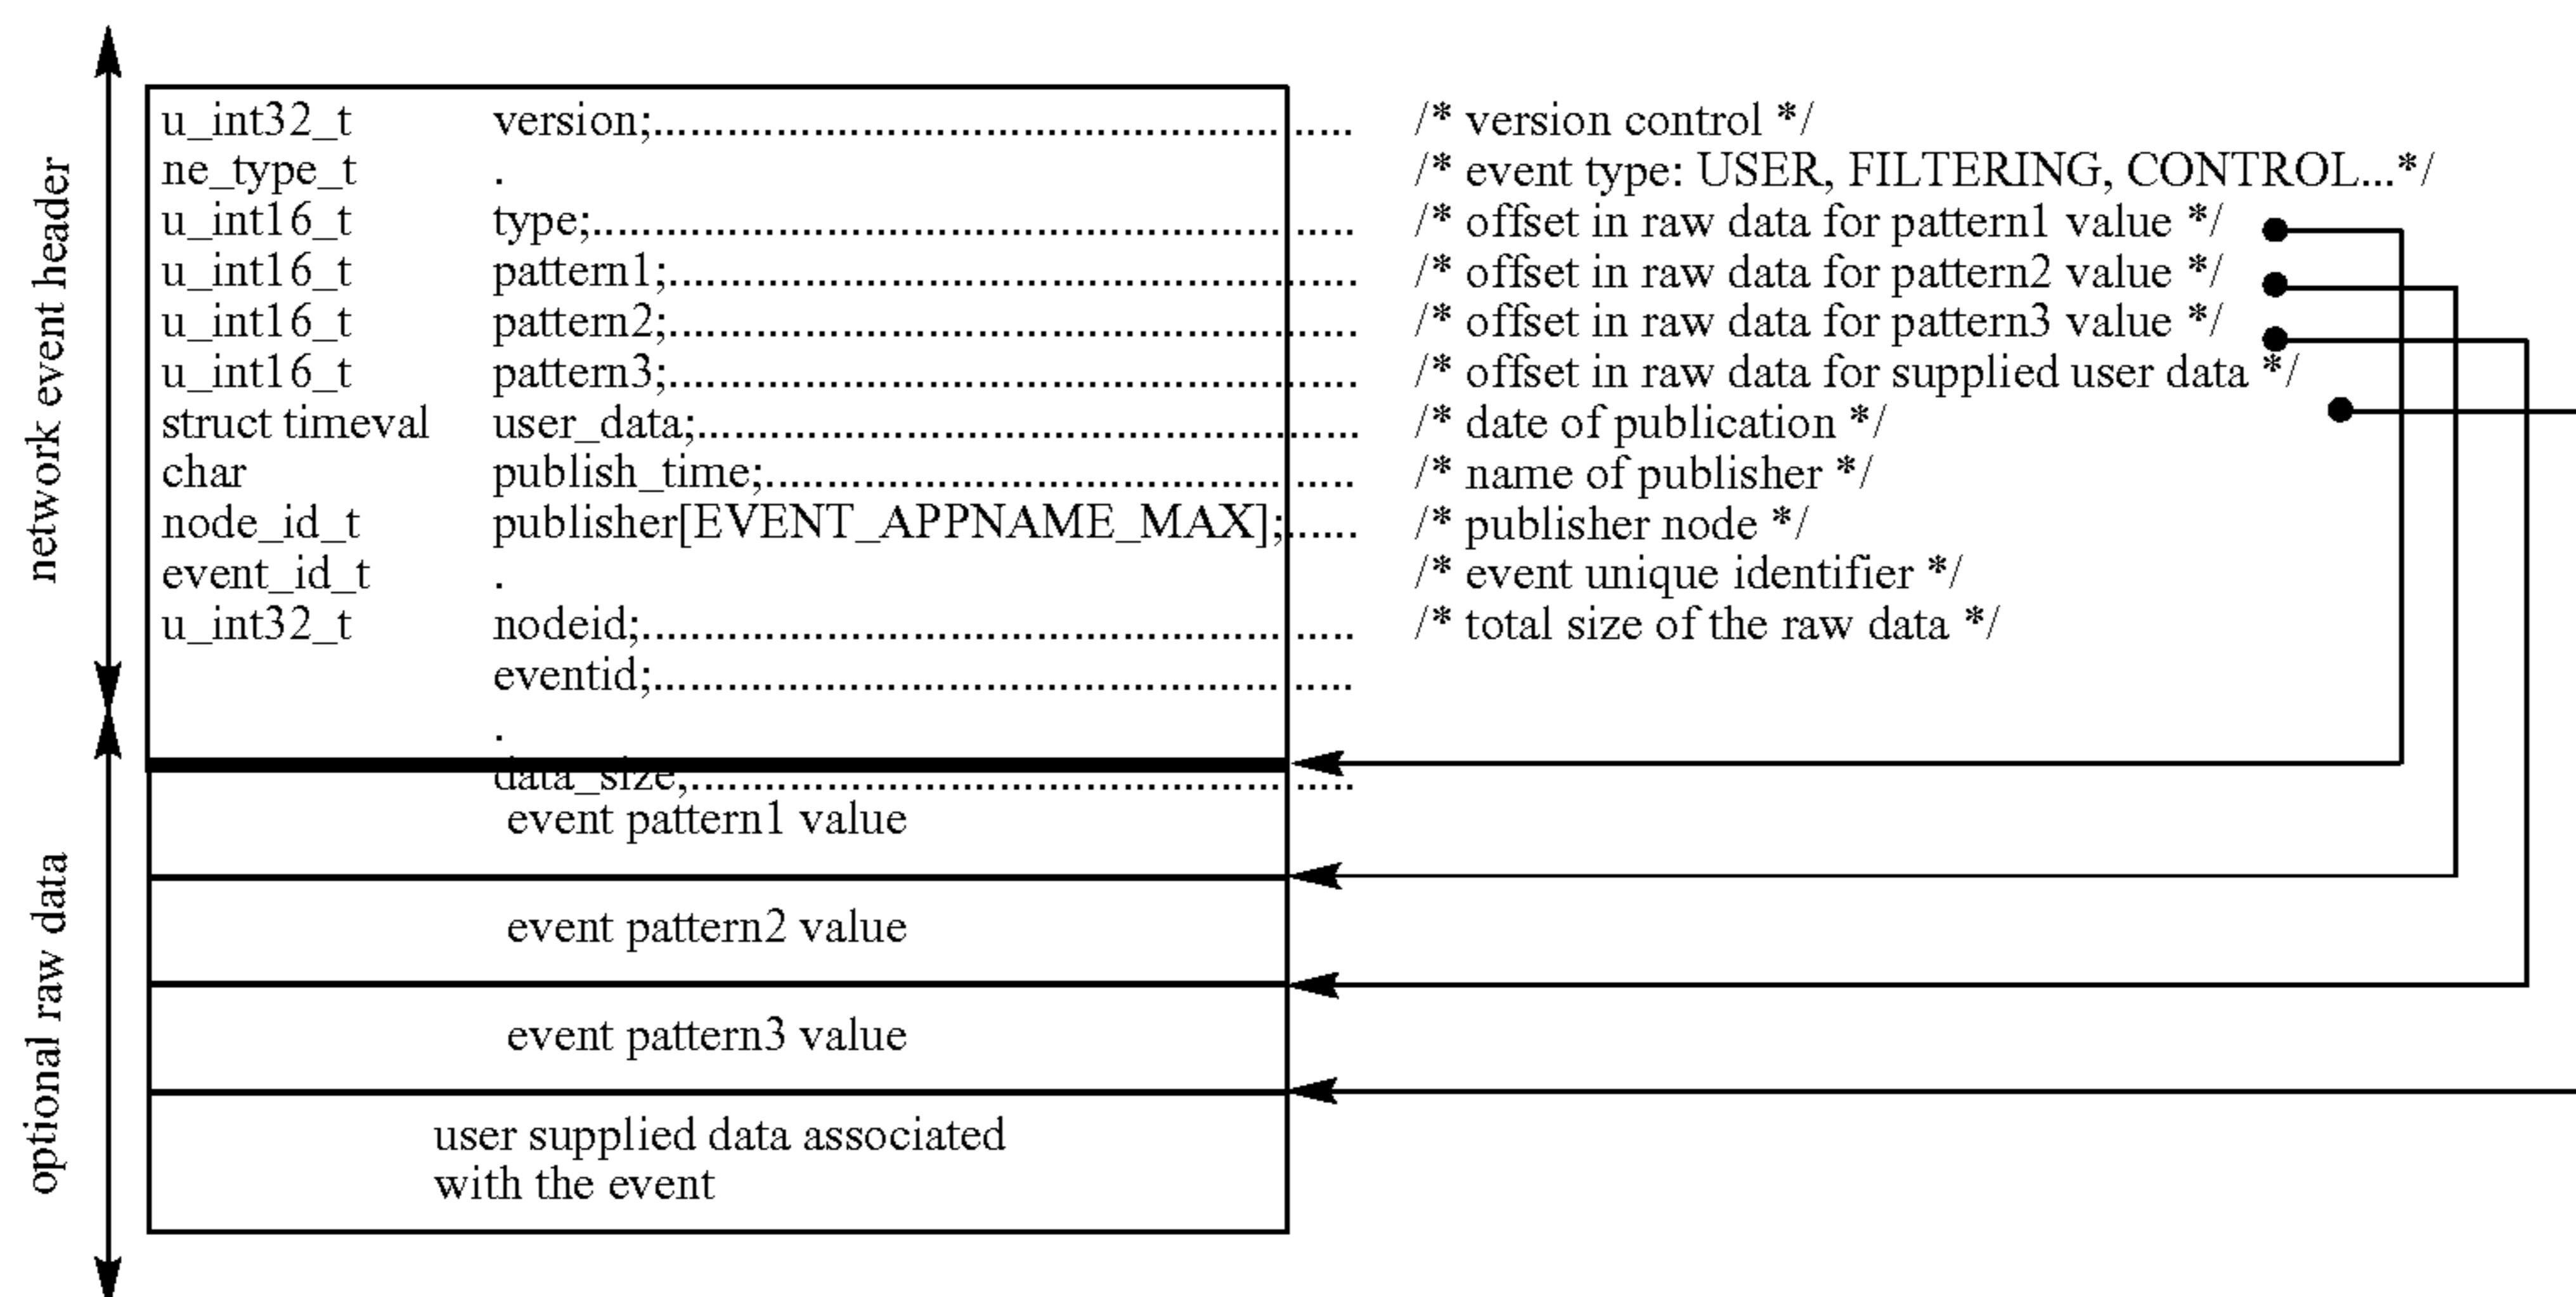 network event header
u_int32_t version;...................................................... /* version control */
ne_type_t . /* event type: USER, FILTERING, CONTROL...*/
u_int16_t type;........................................................... /* offset in raw data for pattern1 value */
u_int16_t pattern1;..................................................... /* offset in raw data for pattern2 value */
u_int16_t pattern2;..................................................... /* offset in raw data for pattern3 value */
u_int16_t pattern3;..................................................... /* offset in raw data for supplied user data */
struct timeval user_data;................................................... /* date of publication */
char publish_time;............................................. /* name of publisher */
node_id_t publisher[EVENT_APPNAME_MAX];...... /* publisher node */
event_id_t . /* event unique identifier */
u_int32_t nodeid;....................................................... /* total size of the raw data */
eventid;......................................................
.
data_size;...................................................
optional raw data
event pattern1 value
event pattern2 value
event pattern3 value
user supplied data associated
with the event